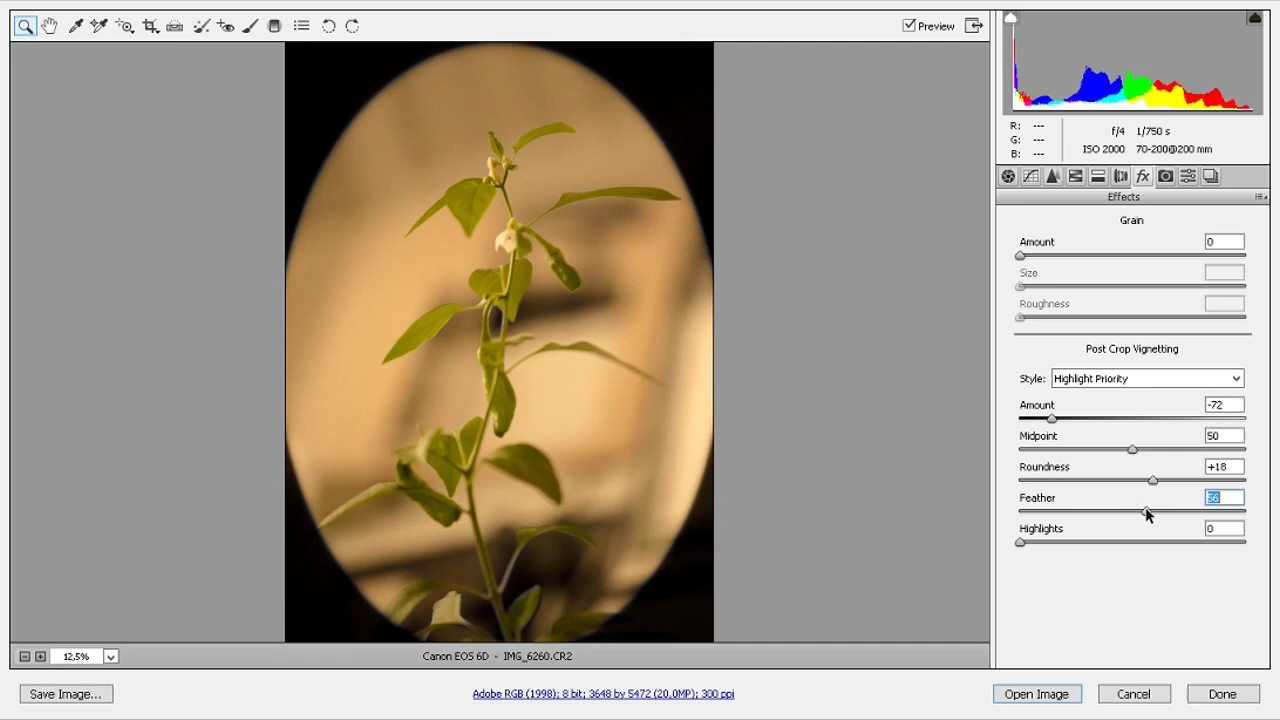 Preview
R: ---
G: ---
B: ---
f/4 1/750 s
ISO 2000 70-200@200 mm
fx
Effects
Grain
Amount 0
Size
Roughness
Post Crop Vignetting
Style: Highlight Priority
Amount -72
Midpoint 50
Roundness +18
Feather 56
Highlights 0
12,5%
Canon EOS 6D - IMG_6260.CR2
Save Image...
Adobe RGB (1998); 8 bit; 3648 by 5472 (20,0MP); 300 ppi
Open Image
Cancel
Done